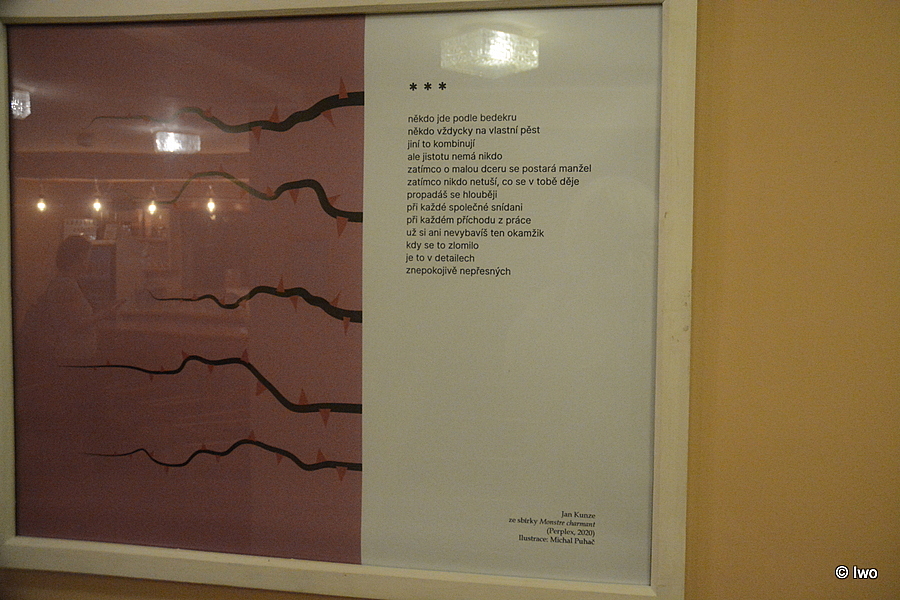 ***
někdo jde podle bedekru
někdo vždycky na vlastní pěst
jiní to kombinují
ale jistotu nemá nikdo
zatímco o malou dceru se postará manžel
zatímco nikdo netuší, co se v tobě děje
propadáš se hlouběji
při každé společné snídani
při každém příchodu z práce
už si ani nevybavíš ten okamžik
kdy se to zlomilo
je to v detailech
znepokojivě nepřesných
Jan Kunze
ze sbírky Monstre charmant
(Perplex, 2020)
Ilustrace: Michal Puhač
© Iwo